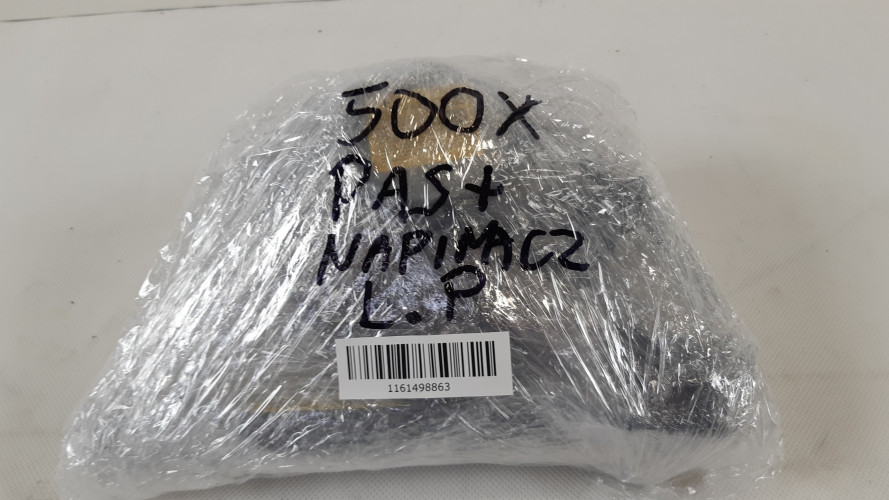 500X
PAS+
NAPINACZ
L.P
1161498863